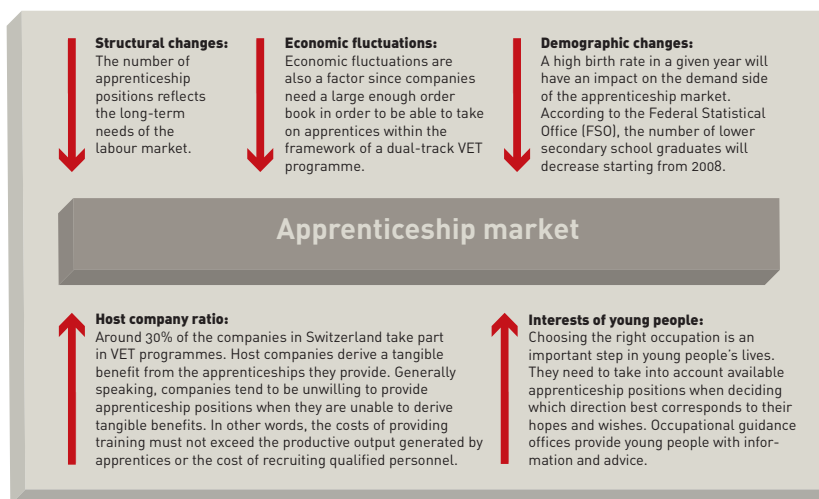 Structural changes:
The number of
apprenticeship
positions reflects
the long-term
needs of the
labour market.
Economic fluctuations:
Economic fluctuations are
also a factor since companies
need a large enough order
book in order to be able to take
on apprentices within the
framework of a dual-track VET
programme.
Demographic changes:
A high birth rate in a given year will
have an impact on the demand side
of the apprenticeship market.
According to the Federal Statistical
Office (FSO), the number of lower
secondary school graduates will
decrease starting from 2008.
Apprenticeship market
Host company ratio:
Around 30% of the companies in Switzerland take part
in VET programmes. Host companies derive a tangible
benefit from the apprenticeships they provide. Generally
speaking, companies tend to be unwilling to provide
apprenticeship positions when they are unable to derive
tangible benefits. In other words, the costs of providing
training must not exceed the productive output generated by
apprentices or the cost of recruiting qualified personnel.
Interests of young people:
Choosing the right occupation is an
important step in young people's lives.
They need to take into account available
apprenticeship positions when deciding
which direction best corresponds to their
hopes and wishes. Occupational guidance
offices provide young people with infor-
mation and advice.